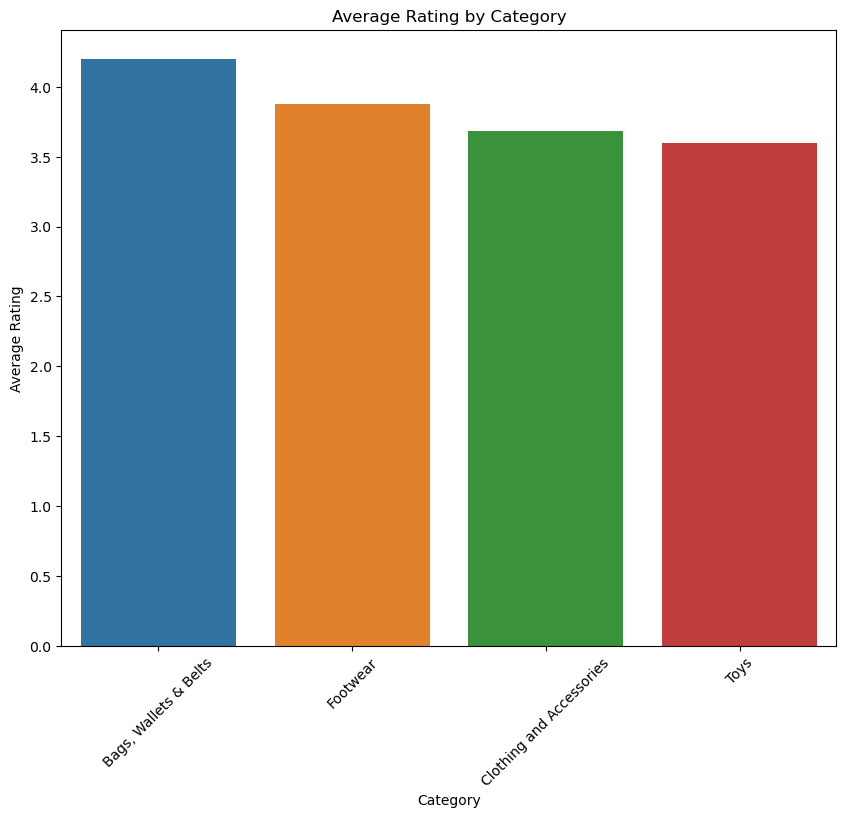 Average Rating by Category
Average Rating
4.0
3.5
3.0
2.5
2.0
1.5
1.0
0.5
0.0
Bags, Wallets & Belts
Footwear
Clothing and Accessories
Toys
Category